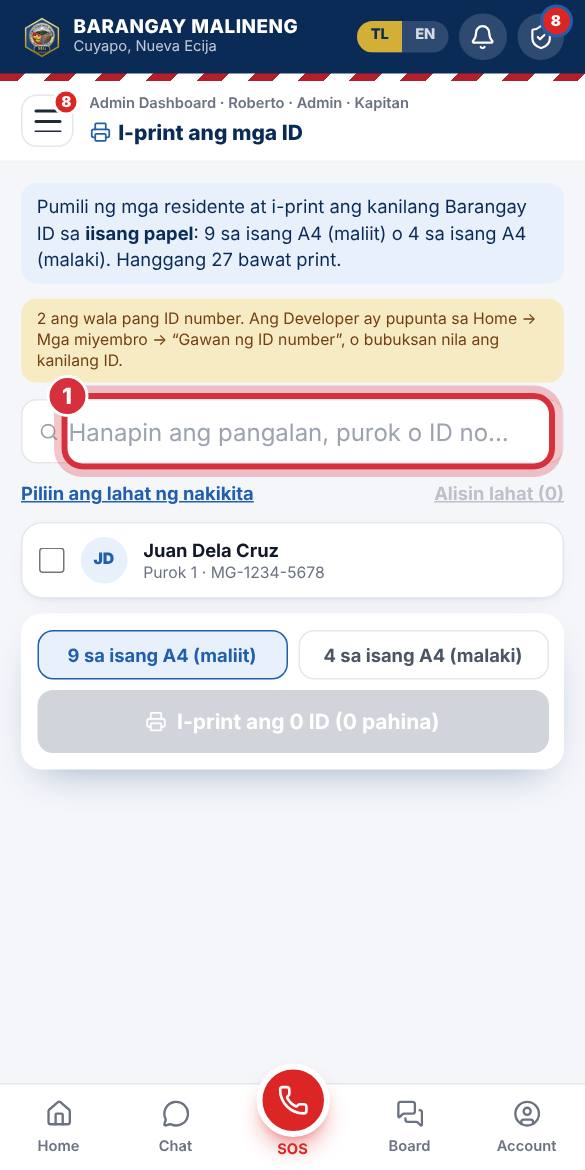 BARANGAY MALINENG
Cuyapo, Nueva Ecija
TL
EN
8
8
Admin Dashboard · Roberto · Admin · Kapitan
I-print ang mga ID
Pumili ng mga residente at i-print ang kanilang Barangay
ID sa iisang papel: 9 sa isang A4 (maliit) o 4 sa isang A4
(malaki). Hanggang 27 bawat print.
2 ang wala pang ID number. Ang Developer ay pupunta sa Home →
Mga miyembro → “Gawan ng ID number”, o bubuksan nila ang
kanilang ID.
1
Hanapin ang pangalan, purok o ID no...
Piliin ang lahat ng nakikita
Alisin lahat (0)
JD
Juan Dela Cruz
Purok 1 · MG-1234-5678
9 sa isang A4 (maliit)
4 sa isang A4 (malaki)
I-print ang 0 ID (0 pahina)
Home
Chat
SOS
Board
Account